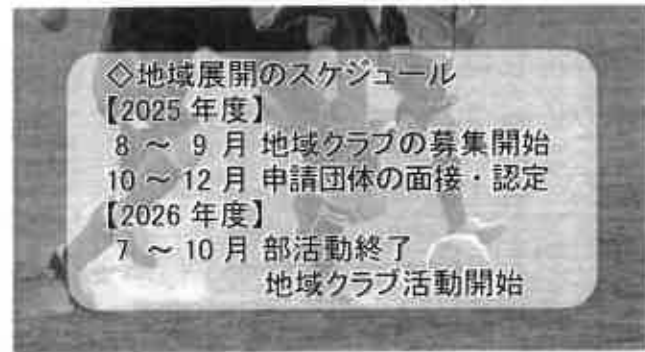 ◇地域展開のスケジュール
【2025 年度】
8 ～ 9 月 地域クラブの募集開始
10 ～ 12 月 申請団体の面接・認定
【2026 年度】
7 ～ 10 月 部活動終了
地域クラブ活動開始